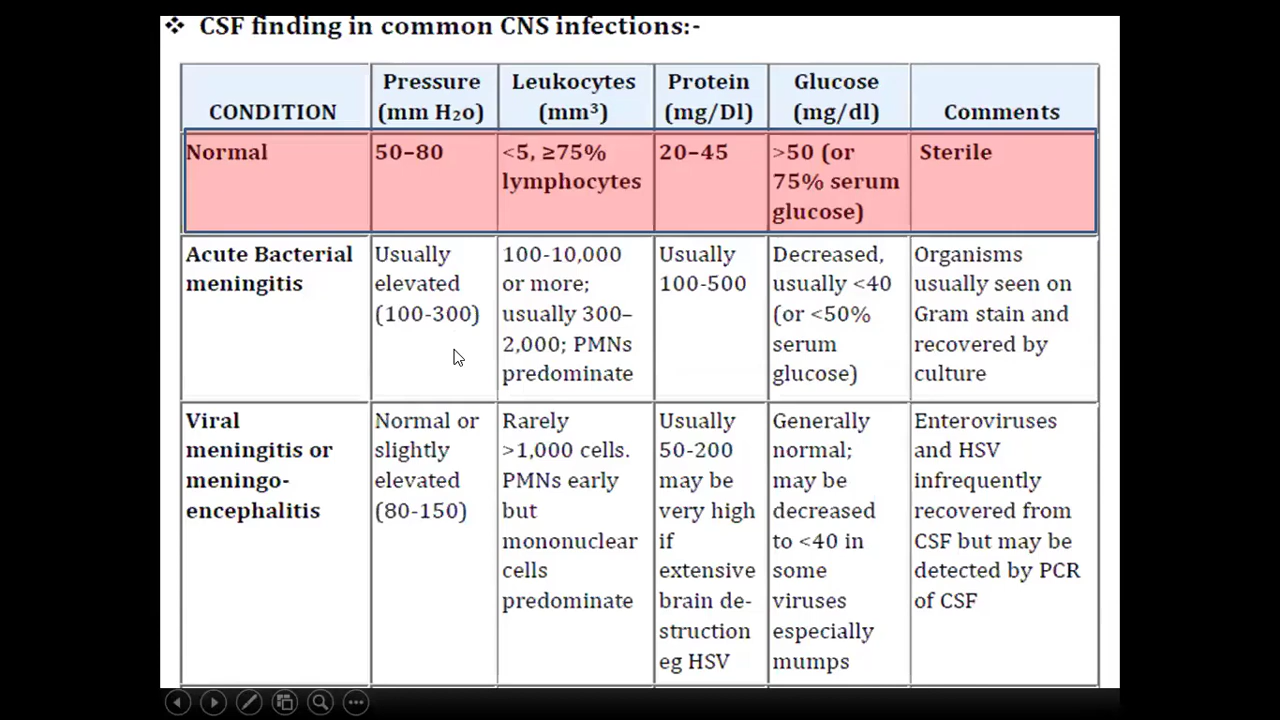 ❖ CSF finding in common CNS infections:-
CONDITION
Pressure
(mm H₂o)
Leukocytes
(mm³)
Protein
(mg/Dl)
Glucose
(mg/dl)
Comments
Normal
50–80
<5, ≥75%
lymphocytes
20–45
>50 (or
75% serum
glucose)
Sterile
Acute Bacterial
meningitis
Usually
elevated
(100-300)
100-10,000
or more;
usually 300–
2,000; PMNs
predominate
Usually
100-500
Decreased,
usually <40
(or <50%
serum
glucose)
Organisms
usually seen on
Gram stain and
recovered by
culture
Viral
meningitis or
meningo-
encephalitis
Normal or
slightly
elevated
(80-150)
Rarely
>1,000 cells.
PMNs early
but
mononuclear
cells
predominate
Usually
50-200
may be
very high
if
extensive
brain de-
struction
eg HSV
Generally
normal;
may be
decreased
to <40 in
some
viruses
especially
mumps
Enteroviruses
and HSV
infrequently
recovered from
CSF but may be
detected by PCR
of CSF